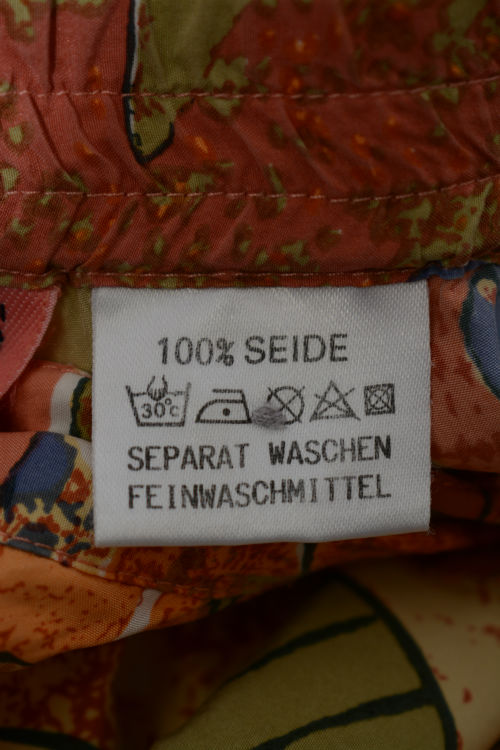 100% SEIDE
30°C
SEPARAT WASCHEN
FEINWASCHMITTEL